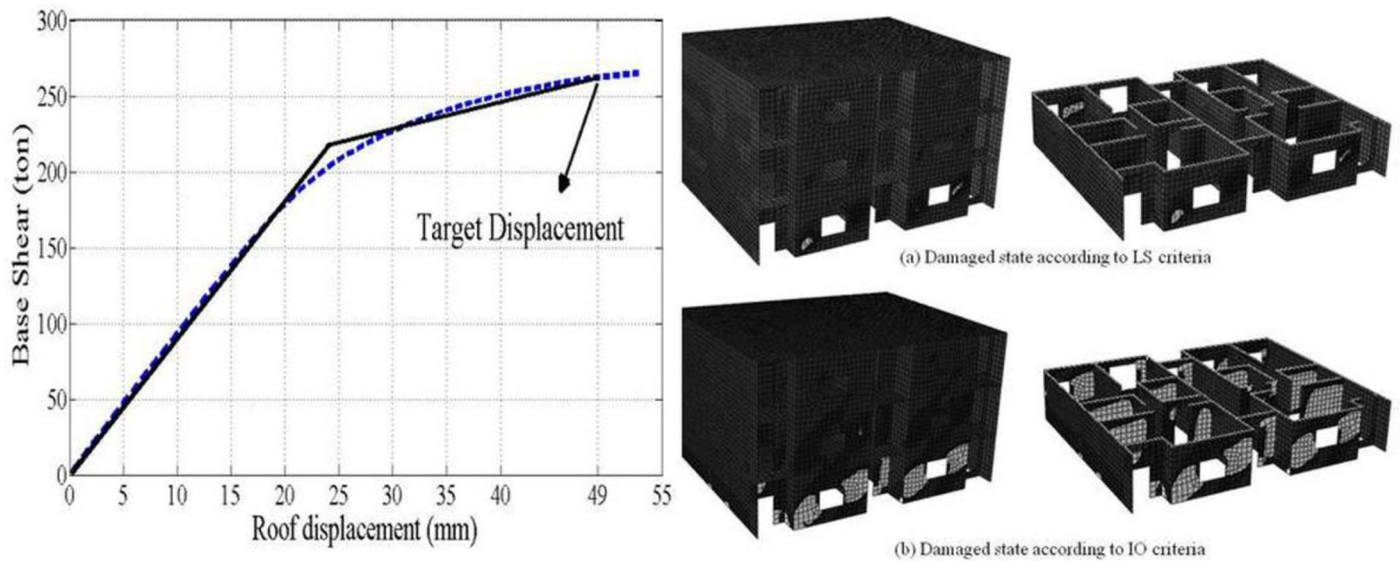 300
250
200
150
100
50
0
Base Shear (ton)
Target Displacement
0 5 10 15 20 25 30 35 40 49 55
Roof displacement (mm)
(a) Damaged state according to LS criteria
(b) Damaged state according to IO criteria